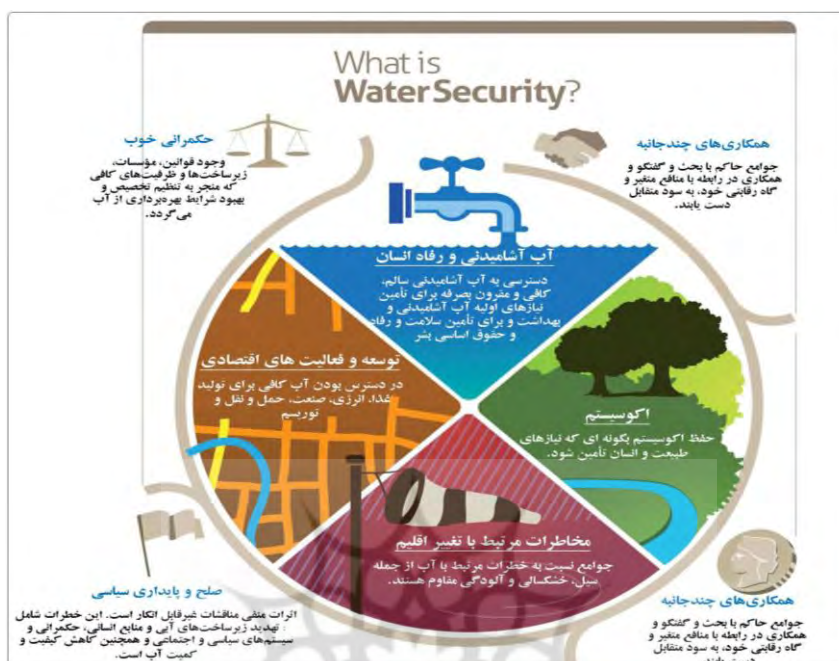 What is
Water Security?
حکمرانی خوب
وجود قوانین، مؤسسات،
زیرساخت‌ها و ظرفیت‌های کافی
که منجر به تنظیم تخصیص و
بهبود شرایط بهره‌برداری از آب
می‌گردد.
همکاری‌های چندجانبه
جوامع حاکم با بحث و گفتگو و
همکاری در رابطه با منافع متغیر و
گاه رقابتی خود، به سود متقابل
دست یابند.
آب آشامیدنی و رفاه انسان
دسترسی به آب آشامیدنی سالم،
کافی و مقرون بصرفه برای تأمین
نیازهای اولیه آب آشامیدنی و
بهداشت و برای تأمین سلامت و رفاه
و حقوق اساسی بشر
توسعه و فعالیت های اقتصادی
در دسترس بودن آب کافی برای تولید
غذا، انرژی، صنعت، حمل و نقل و
توریسم
اکوسیستم
حفظ اکوسیستم بگونه ای که نیازهای
طبیعت و انسان تأمین شود.
مخاطرات مرتبط با تغییر اقلیم
جوامع نسبت به خطرات مرتبط با آب از جمله
سیل، خشکسالی و آلودگی مقاوم هستند.
صلح و پایداری سیاسی
اثرات منفی مناقشات غیرقابل انکار است. این خطرات شامل
: تهدید زیرساخت‌های آبی و منابع انسانی، حکمرانی و
سیستم‌های سیاسی و اجتماعی و همچنین کاهش کیفیت و
کمیت آب است.
همکاری‌های چندجانبه
جوامع حاکم با بحث و گفتگو و
همکاری در رابطه با منافع متغیر و
گاه رقابتی خود، به سود متقابل